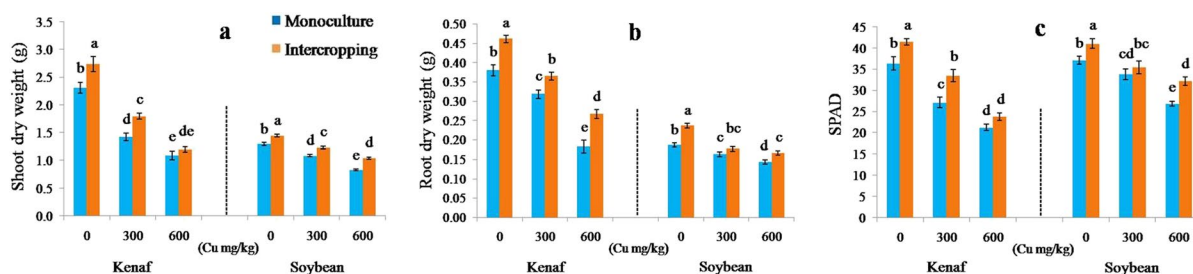 a
Monoculture
Intercropping
Shoot dry weight (g)
3.5
3.0
2.5
2.0
1.5
1.0
0.5
0.0
b a
d c
e de
b a
d c
e d
0 300 600 0 300 600
(Cu mg/kg)
Kenaf Soybean
b
Root dry weight (g)
0.50
0.45
0.40
0.35
0.30
0.25
0.20
0.15
0.10
0.05
0.00
b a
c b
e d
b a
c bc
d c
0 300 600 0 300 600
(Cu mg/kg)
Kenaf Soybean
c
SPAD
50
45
40
35
30
25
20
15
10
5
0
b a
c b
d d
b a
cd bc
e d
0 300 600 0 300 600
(Cu mg/kg)
Kenaf Soybean